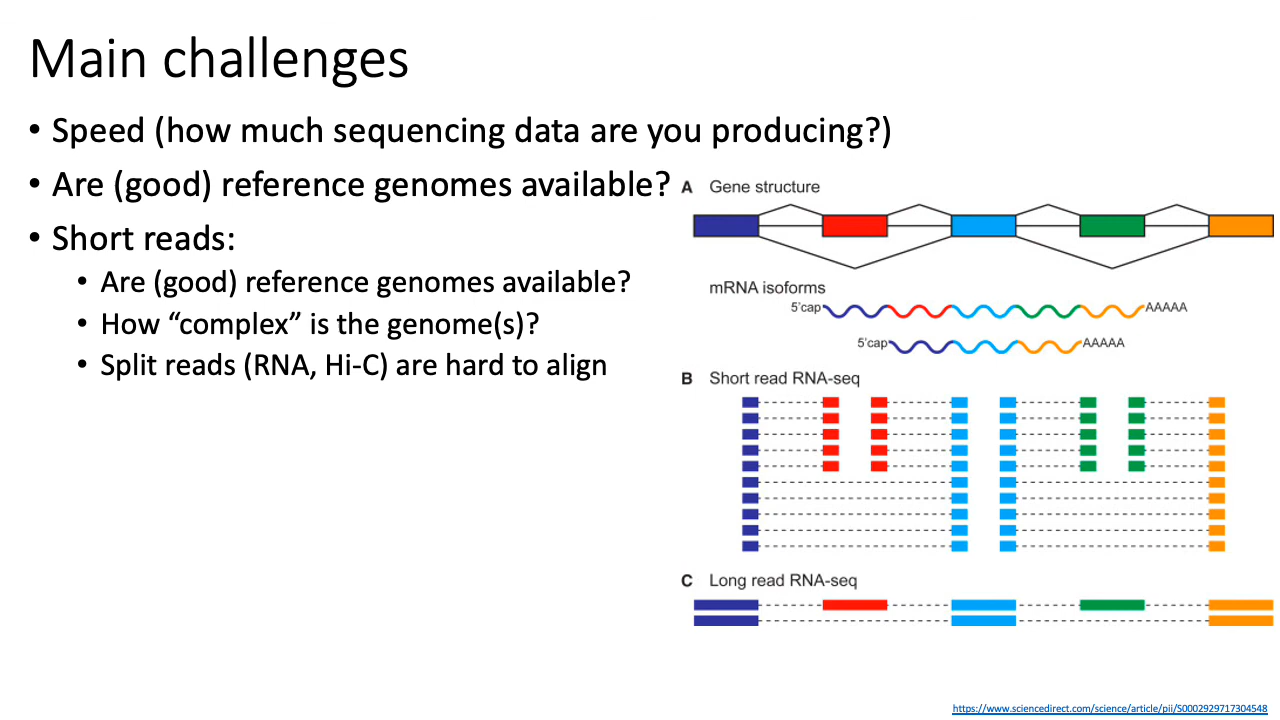 Main challenges
• Speed (how much sequencing data are you producing?)
• Are (good) reference genomes available?
• Short reads:
• Are (good) reference genomes available?
• How “complex” is the genome(s)?
• Split reads (RNA, Hi-C) are hard to align
A Gene structure
mRNA isoforms
5'cap AAAAA
5'cap AAAAA
B Short read RNA-seq
C Long read RNA-seq
https://www.sciencedirect.com/science/article/pii/S0002929717304548